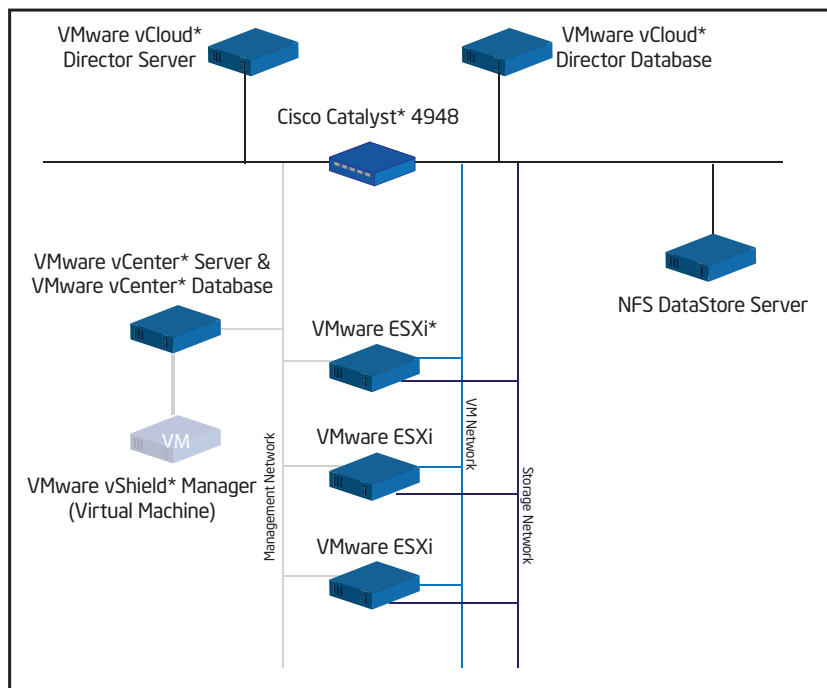 VMware vCloud*
Director Server
VMware vCloud*
Director Database
Cisco Catalyst* 4948
VMware vCenter* Server &
VMware vCenter* Database
NFS DataStore Server
VMware ESXi*
VM
VMware vShield* Manager
(Virtual Machine)
Management Network
VMware ESXi
VM Network
Storage Network
VMware ESXi